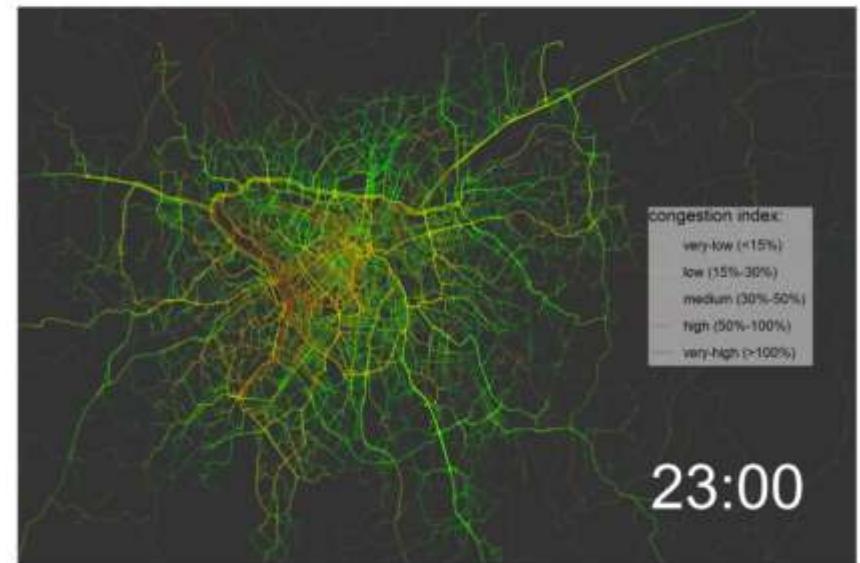 congestion index:
very-low (<15%)
low (15%-30%)
medium (30%-50%)
high (50%-100%)
very-high (>100%)
23:00